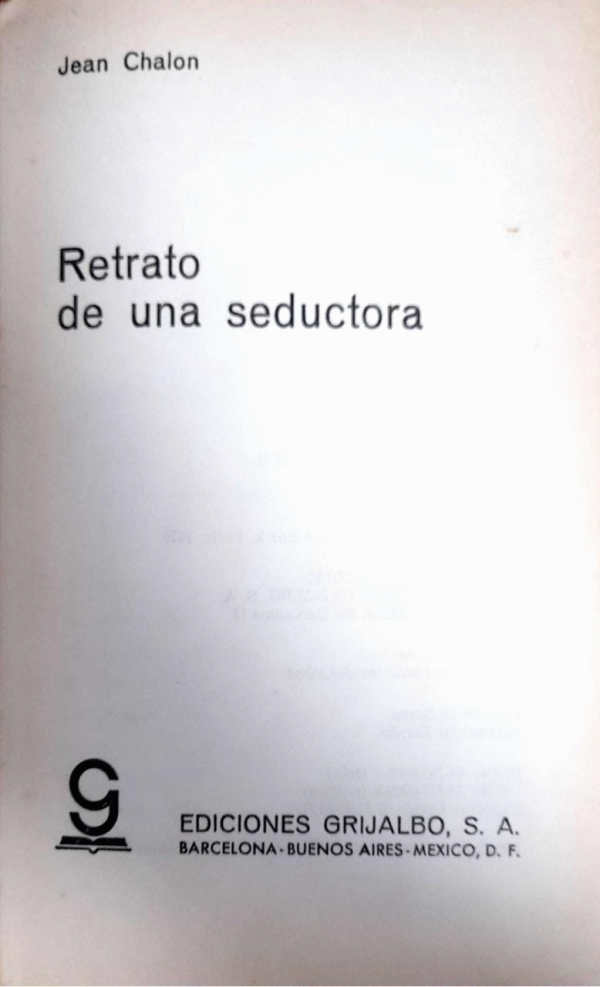 Jean Chalon
Retrato
de una seductora
EDICIONES GRIJALBO, S. A.
BARCELONA - BUENOS AIRES - MEXICO, D. F.